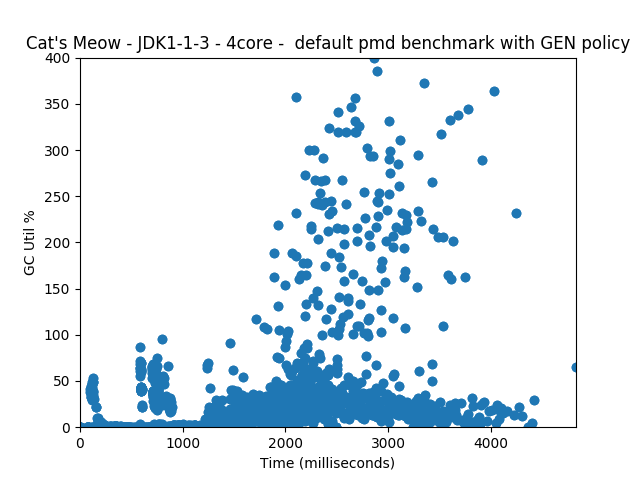 Cat's Meow - JDK1-1-3 - 4core -  default pmd benchmark with GEN policy
400
350
300
250
200
150
100
50
0
GC Util %
0 1000 2000 3000 4000
Time (milliseconds)